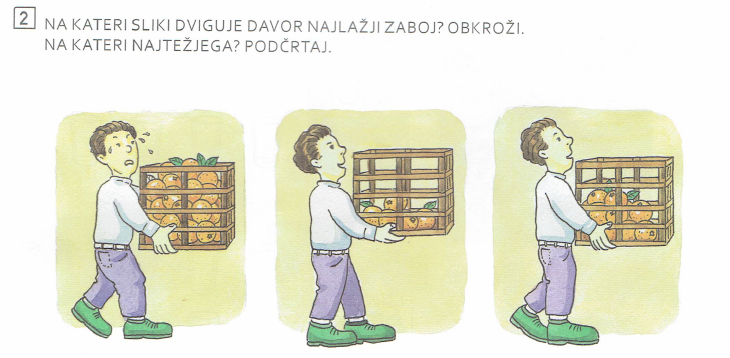 2 NA KATERI SLIKI DVIGUJE DAVOR NAJLAŽJI ZABOJ? OBKROŽI.
NA KATERI NAJTEŽJEGA? PODČRTAJ.